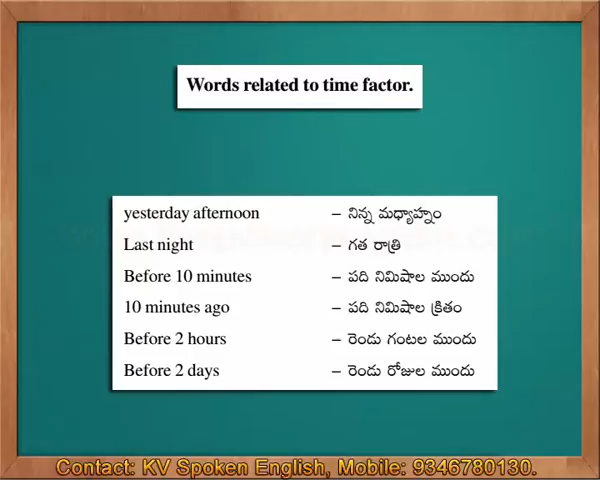 Words related to time factor.
yesterday afternoon – నిన్న మధ్యాహ్నం
Last night – గత రాత్రి
Before 10 minutes – పది నిమిషాల ముందు
10 minutes ago – పది నిమిషాల క్రితం
Before 2 hours – రెండు గంటల ముందు
Before 2 days – రెండు రోజుల ముందు
Contact: KV Spoken English, Mobile: 9346780130.